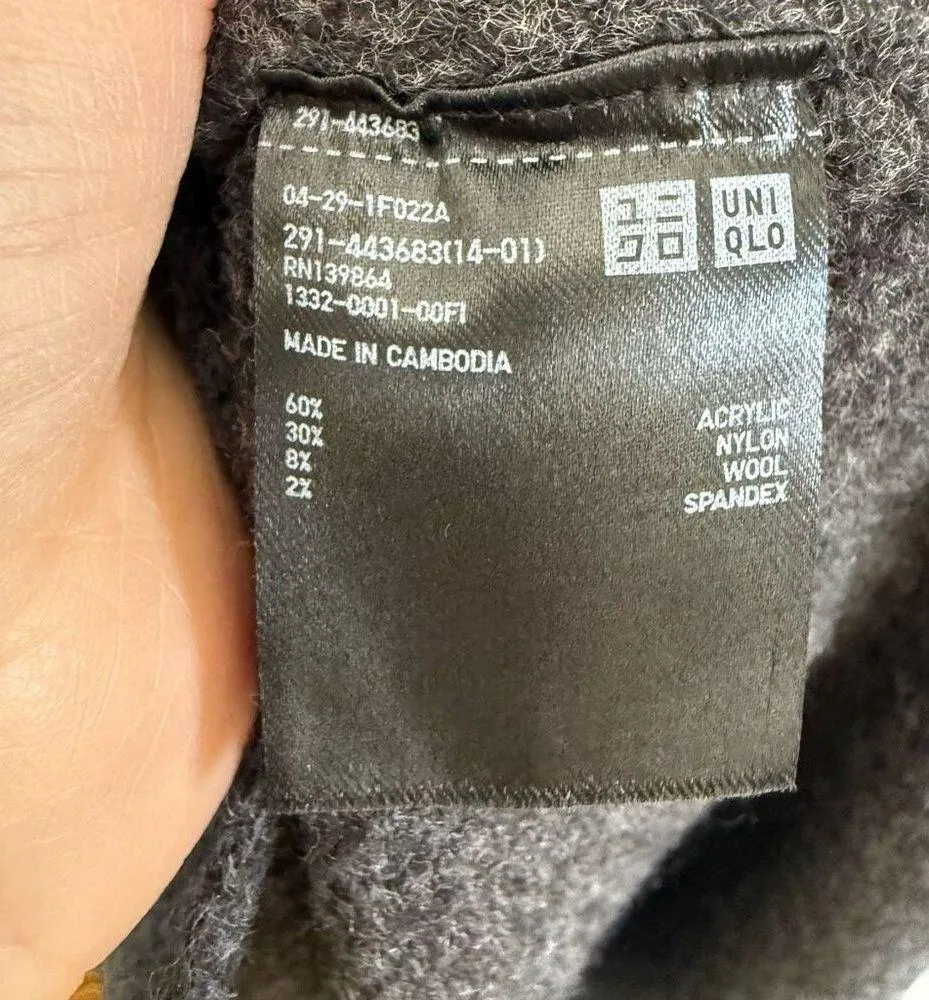 291-443683
04-29-1F022A
291-443683(14-01)
RN139864
1332-0001-00F1
MADE IN CAMBODIA
ユニ
クロ
UNI
QLO
60% ACRYLIC
30% NYLON
8% WOOL
2% SPANDEX